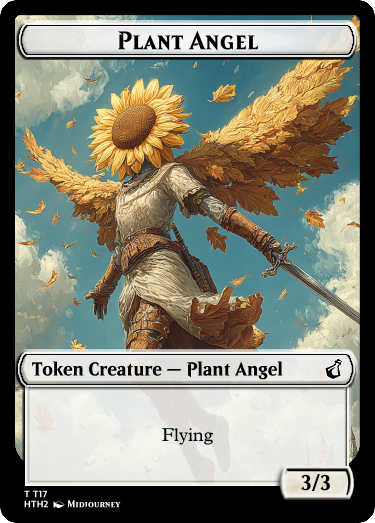 Plant Angel
Token Creature — Plant Angel
Flying
3/3
T T17
HTH2 Midjourney